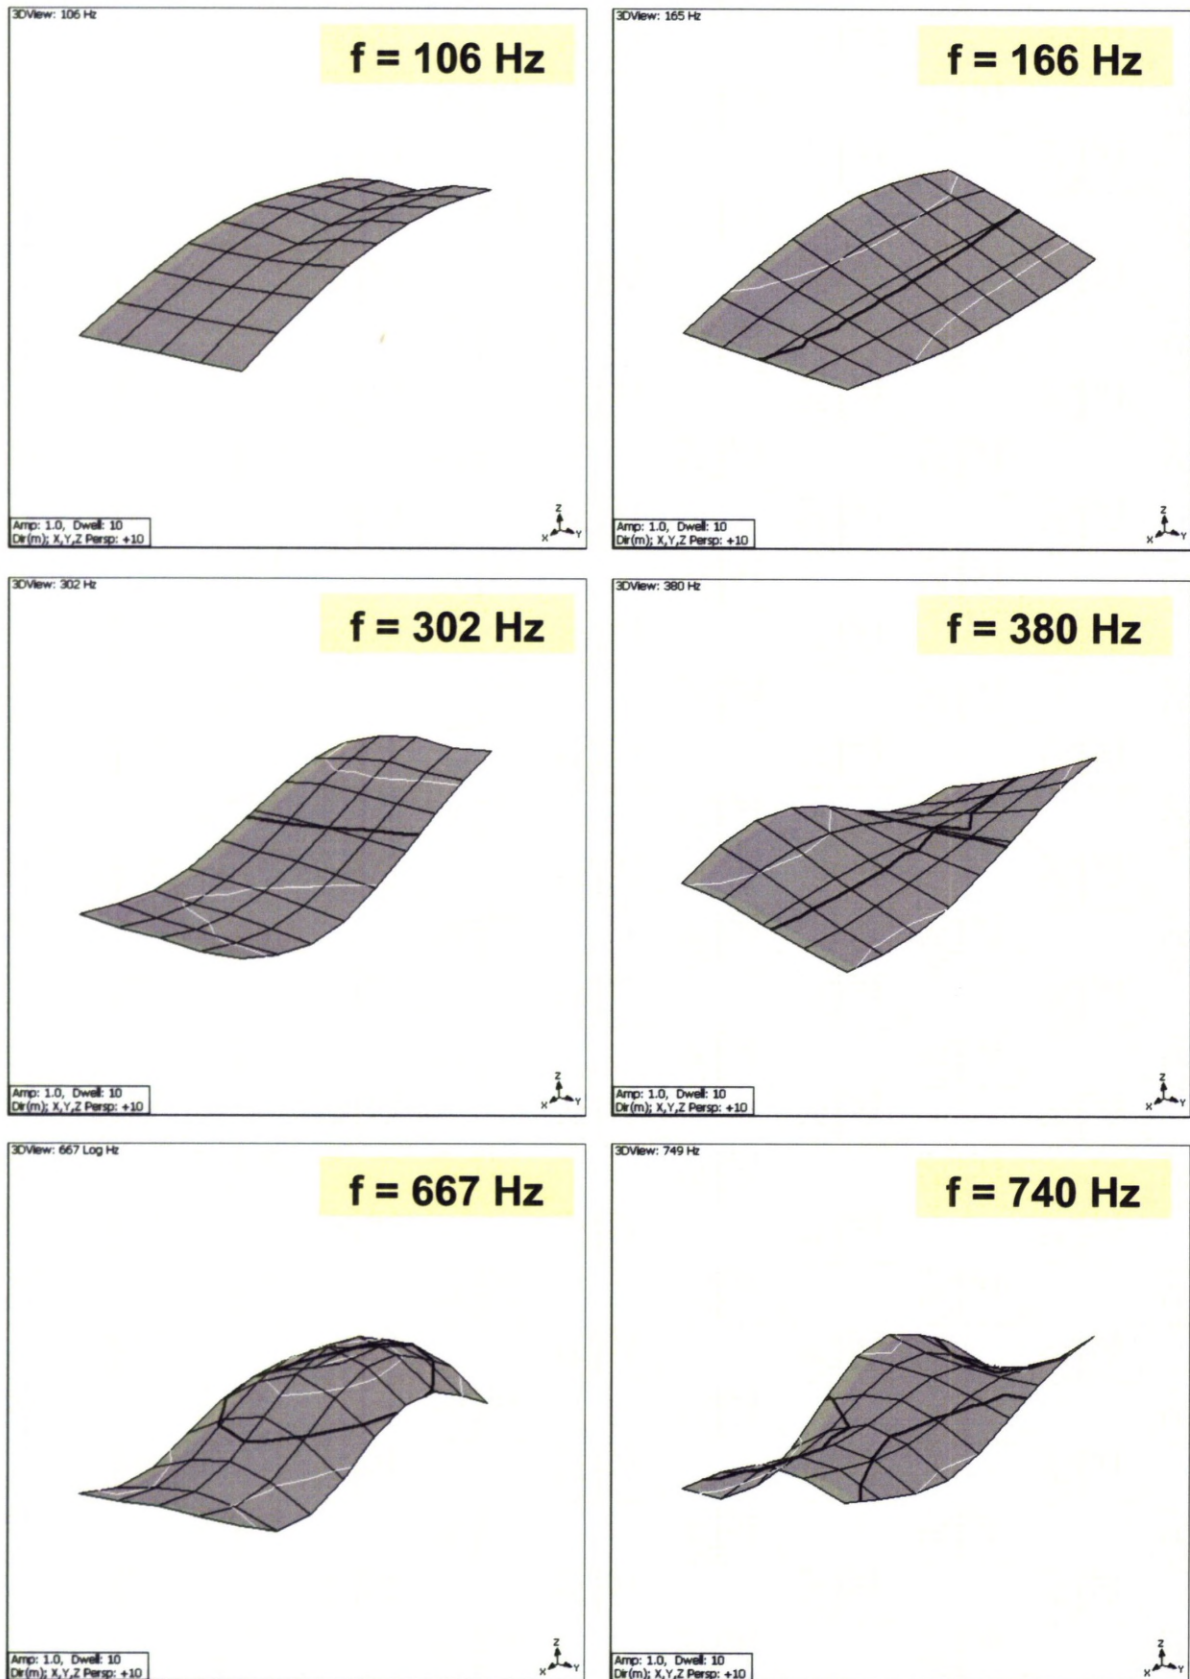 3DView: 106 Hz
f = 106 Hz
Amp: 1.0, Dwell: 10
Dir(m); X,Y,Z Persp: +10
Z
X
Y
3DView: 165 Hz
f = 166 Hz
Amp: 1.0, Dwell: 10
Dir(m); X,Y,Z Persp: +10
Z
X
Y
3DView: 302 Hz
f = 302 Hz
Amp: 1.0, Dwell: 10
Dir(m); X,Y,Z Persp: +10
Z
X
Y
3DView: 380 Hz
f = 380 Hz
Amp: 1.0, Dwell: 10
Dir(m); X,Y,Z Persp: +10
Z
X
Y
3DView: 667 Log Hz
f = 667 Hz
Amp: 1.0, Dwell: 10
Dir(m); X,Y,Z Persp: +10
Z
X
Y
3DView: 749 Hz
f = 740 Hz
Amp: 1.0, Dwell: 10
Dir(m); X,Y,Z Persp: +10
Z
X
Y